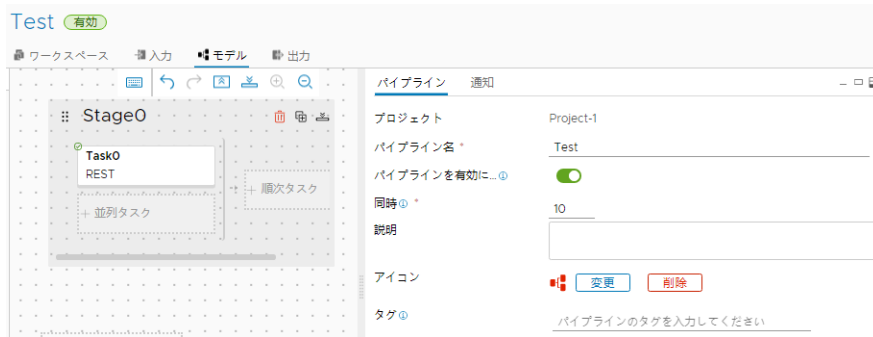 Test 有効
ワークスペース 入力 モデル 出力
パイプライン 通知
Stage0
Task0
REST
+ 順次タスク
+ 並列タスク
プロジェクト Project-1
パイプライン名 * Test
パイプラインを有効に...
同時 * 10
説明
アイコン 変更 削除
タグ パイプラインのタグを入力してください